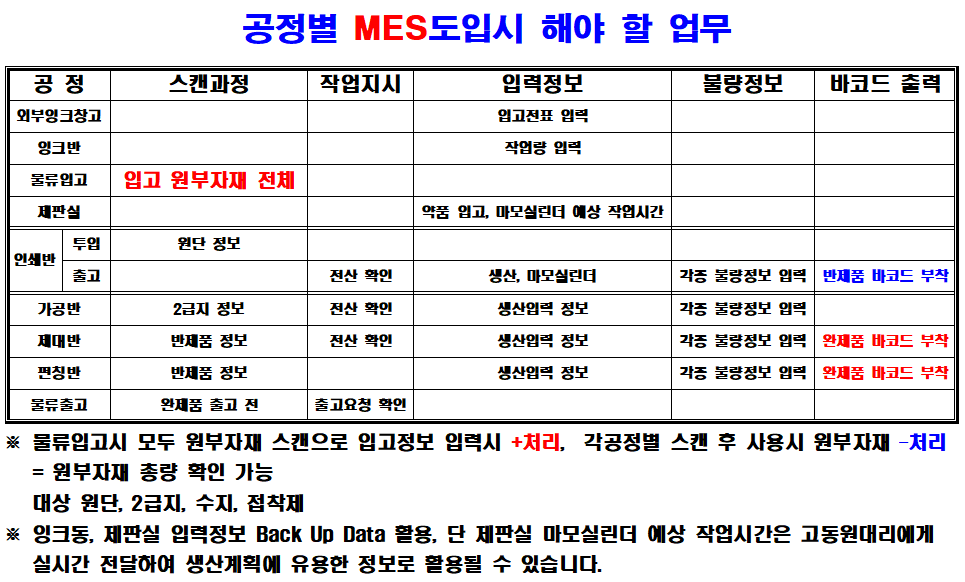 공정별 MES도입시 해야 할 업무
공 정 스캔과정 작업지시 입력정보 불량정보 바코드 출력
외부잉크창고 입고전표 입력
잉크반 작업량 입력
물류입고 입고 원부자재 전체
제판실 약품 입고, 마모실린더 예상 작업시간
인쇄반 투입 원단 정보
출고 전산 확인 생산, 마모실린더 각종 불량정보 입력 반제품 바코드 부착
가공반 2급지 정보 전산 확인 생산입력 정보 각종 불량정보 입력
제대반 반제품 정보 전산 확인 생산입력 정보 각종 불량정보 입력 완제품 바코드 부착
편칭반 반제품 정보 생산입력 정보 각종 불량정보 입력 완제품 바코드 부착
물류출고 완제품 출고 전 출고요청 확인
※ 물류입고시 모두 원부자재 스캔으로 입고정보 입력시 +처리, 각공정별 스캔 후 사용시 원부자재 -처리
= 원부자재 총량 확인 가능
대상 원단, 2급지, 수지, 접착제
※ 잉크동, 제판실 입력정보 Back Up Data 활용, 단 제판실 마모실린더 예상 작업시간은 고동원대리에게
실시간 전달하여 생산계획에 유용한 정보로 활용될 수 있습니다.